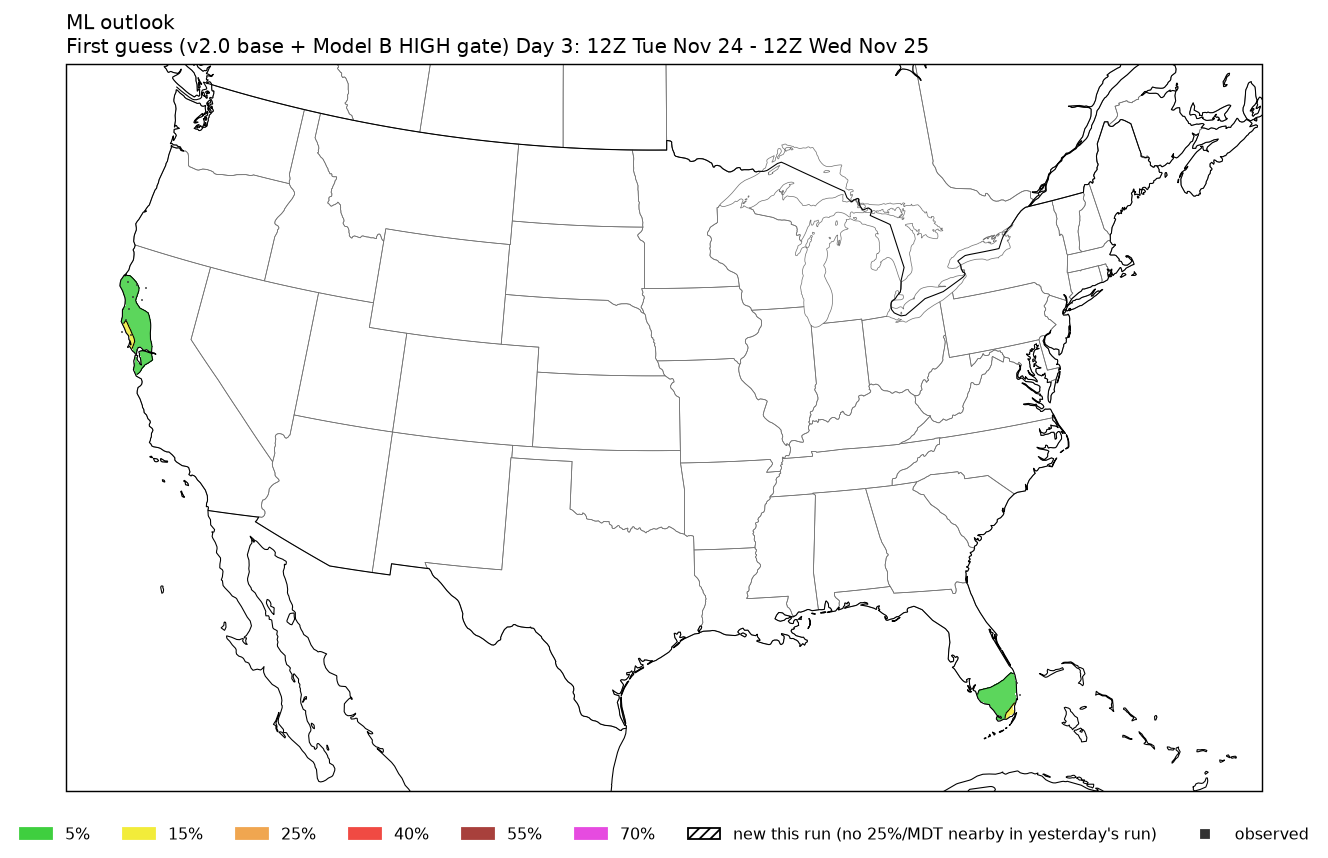 ML outlook
First guess (v2.0 base + Model B HIGH gate) Day 3: 12Z Tue Nov 24 - 12Z Wed Nov 25
5% 15% 25% 40% 55% 70% new this run (no 25%/MDT nearby in yesterday's run) observed